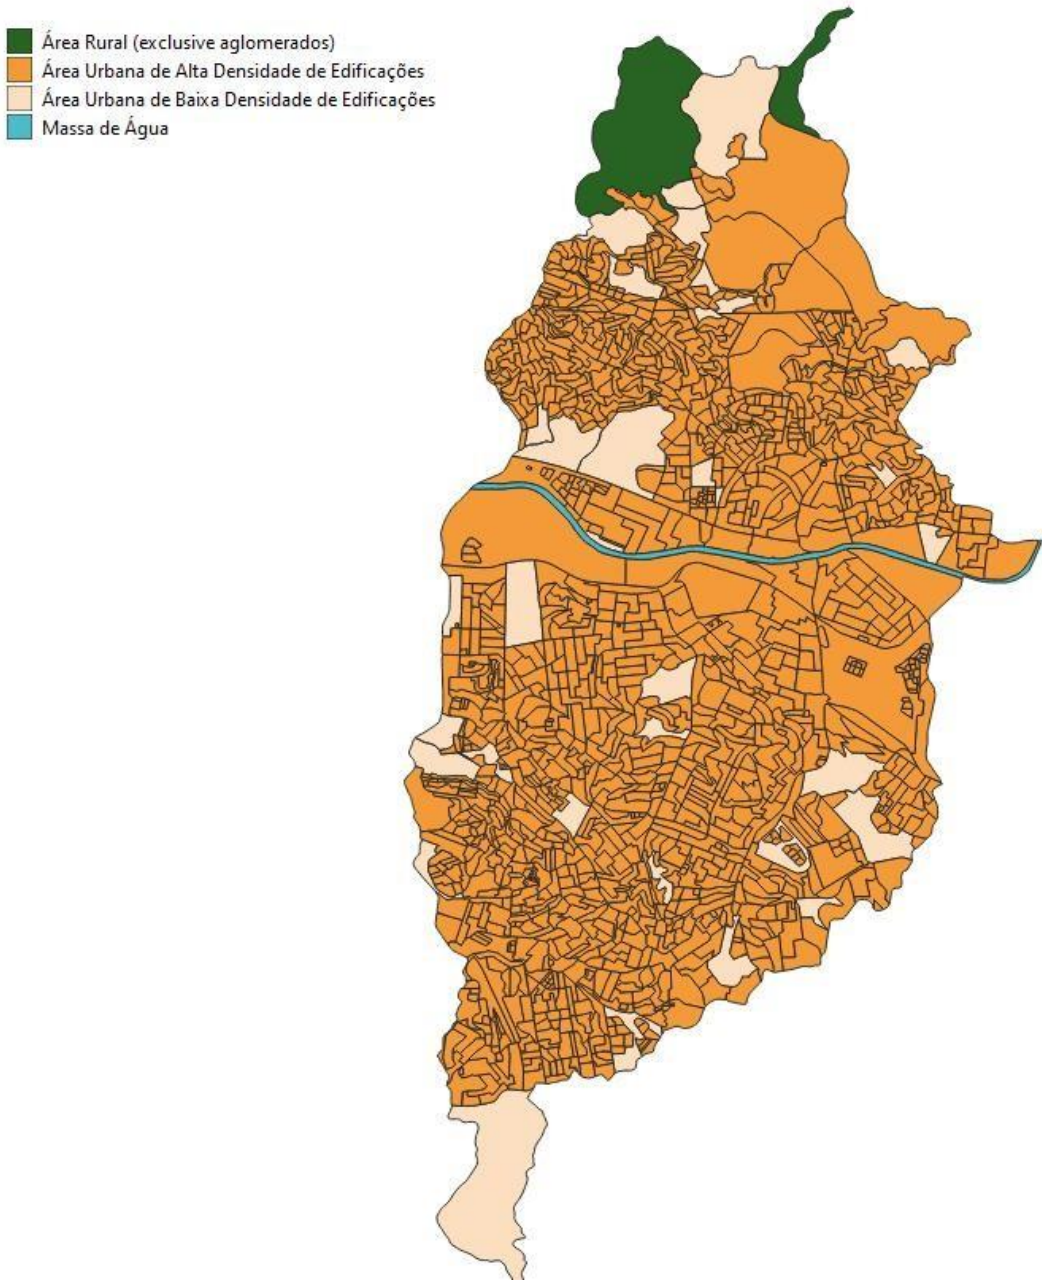 Área Rural (exclusive aglomerados)
Área Urbana de Alta Densidade de Edificações
Área Urbana de Baixa Densidade de Edificações
Massa de Água